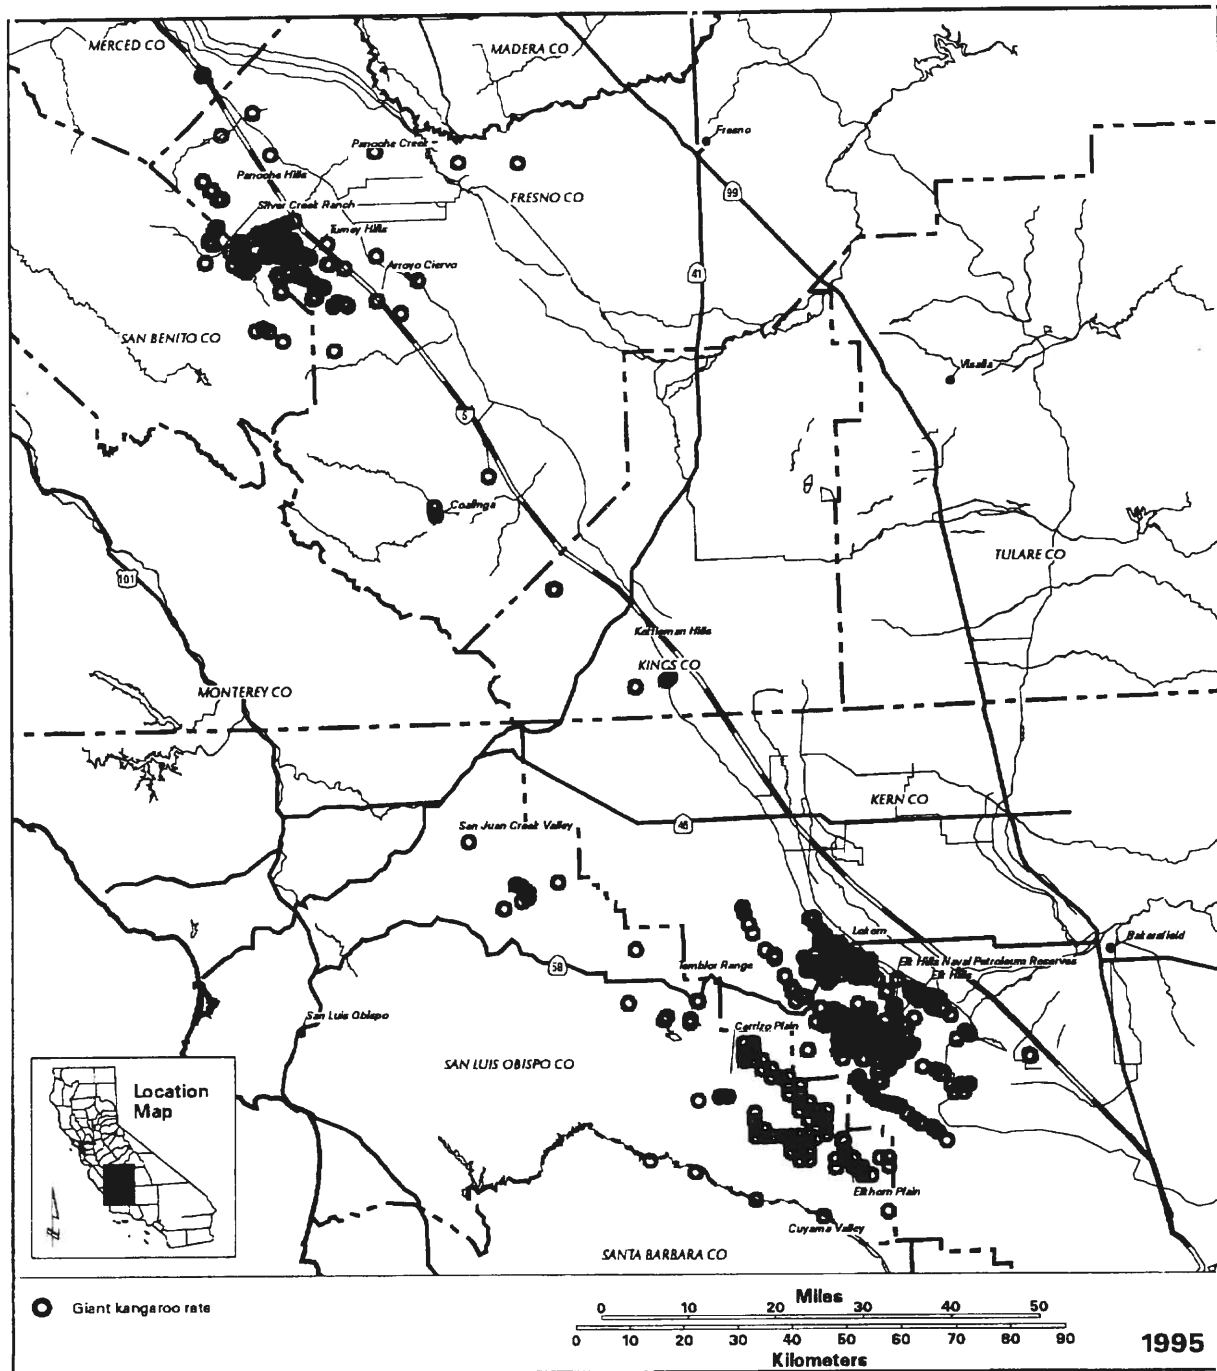 MERCED CO
MADERA CO
Fresno
Panoche Creek
Panoche Hills
99
FRESNO CO
Silver Creek Ranch
Tumey Hills
Arroyo Cierva
41
SAN BENITO CO
Visalia
5
Coalinga
TULARE CO
101
Kettleman Hills
KINGS CO
MONTEREY CO
KERN CO
San Juan Creek Valley
46
Lokern
Bakersfield
58
Temblor Range
Elk Hills Naval Petroleum Reserves
Elk Hills
San Luis Obispo
Carrizo Plain
SAN LUIS OBISPO CO
Location
Map
Elkhorn Plain
Cuyama Valley
SANTA BARBARA CO
Giant kangaroo rats
Miles
0 10 20 30 40 50
0 10 20 30 40 50 60 70 80 90
Kilometers
1995